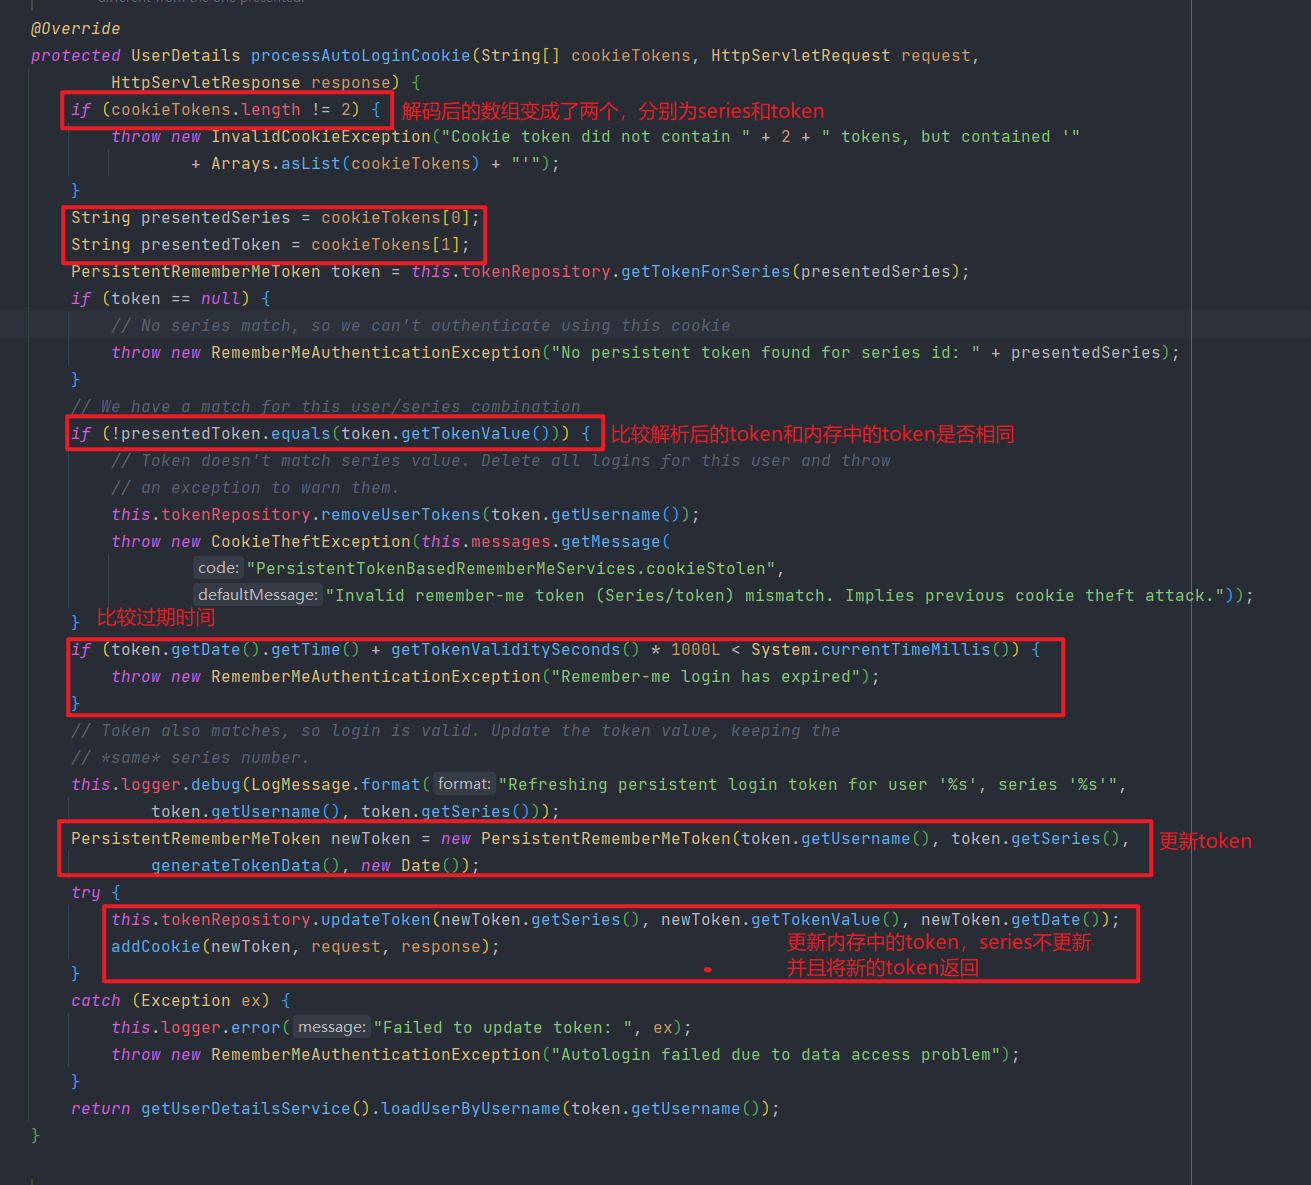 different from the one presented.
@Override
protected UserDetails processAutoLoginCookie(String[] cookieTokens, HttpServletRequest request,
HttpServletResponse response) {
if (cookieTokens.length != 2) { 解码后的数组变成了两个，分别为series和token
throw new InvalidCookieException("Cookie token did not contain " + 2 + " tokens, but contained '"
+ Arrays.asList(cookieTokens) + "'");
}
String presentedSeries = cookieTokens[0];
String presentedToken = cookieTokens[1];
PersistentRememberMeToken token = this.tokenRepository.getTokenForSeries(presentedSeries);
if (token == null) {
// No series match, so we can't authenticate using this cookie
throw new RememberMeAuthenticationException("No persistent token found for series id: " + presentedSeries);
}
// We have a match for this user/series combination
if (!presentedToken.equals(token.getTokenValue())) { 比较解析后的token和内存中的token是否相同
// Token doesn't match series value. Delete all logins for this user and throw
// an exception to warn them.
this.tokenRepository.removeUserTokens(token.getUsername());
throw new CookieTheftException(this.messages.getMessage(
code: "PersistentTokenBasedRememberMeServices.cookieStolen",
defaultMessage: "Invalid remember-me token (Series/token) mismatch. Implies previous cookie theft attack."));
} 比较过期时间
if (token.getDate().getTime() + getTokenValiditySeconds() * 1000L < System.currentTimeMillis()) {
throw new RememberMeAuthenticationException("Remember-me login has expired");
}
// Token also matches, so login is valid. Update the token value, keeping the
// *same* series number.
this.logger.debug(LogMessage.format( format: "Refreshing persistent login token for user '%s', series '%s'",
token.getUsername(), token.getSeries()));
PersistentRememberMeToken newToken = new PersistentRememberMeToken(token.getUsername(), token.getSeries(), 更新token
generateTokenData(), new Date());
try {
this.tokenRepository.updateToken(newToken.getSeries(), newToken.getTokenValue(), newToken.getDate());
addCookie(newToken, request, response); 更新内存中的token，series不更新
} 并且将新的token返回
catch (Exception ex) {
this.logger.error( message: "Failed to update token: ", ex);
throw new RememberMeAuthenticationException("Autologin failed due to data access problem");
}
return getUserDetailsService().loadUserByUsername(token.getUsername());
}